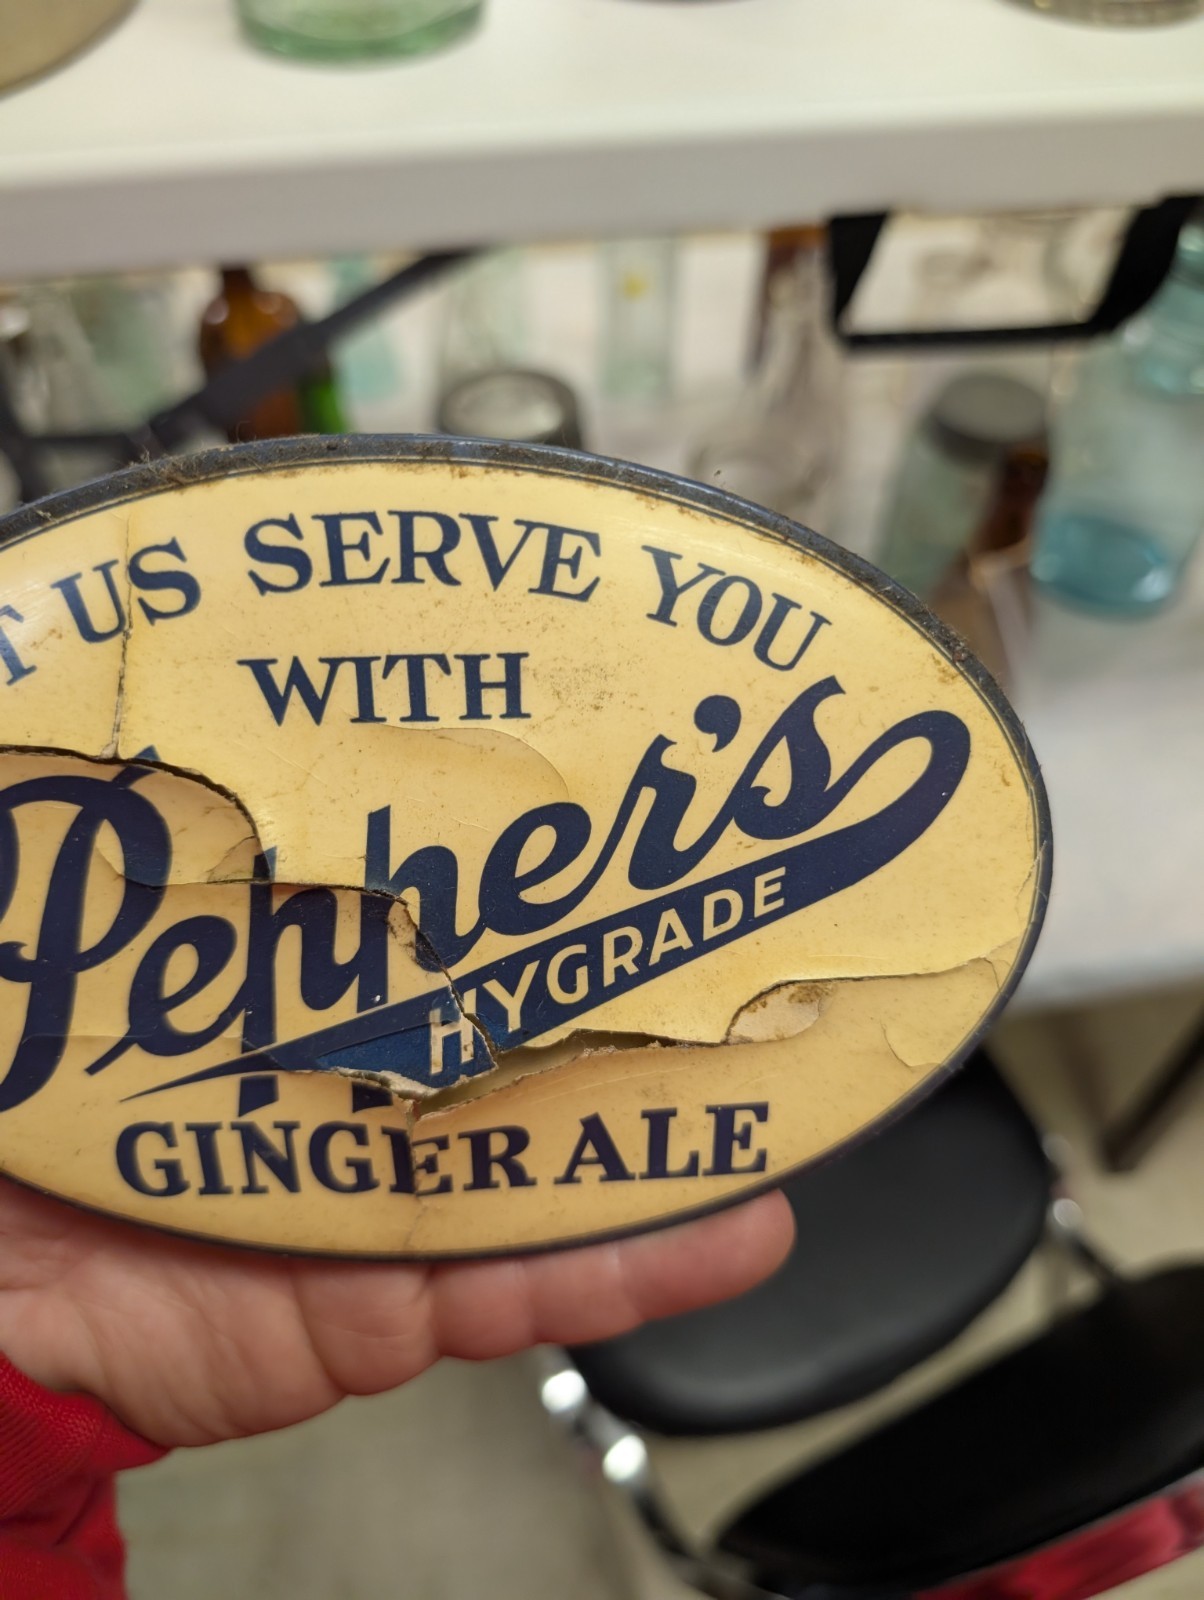 T US SERVE YOU
WITH
Pepper's
HYGRADE
GINGER ALE